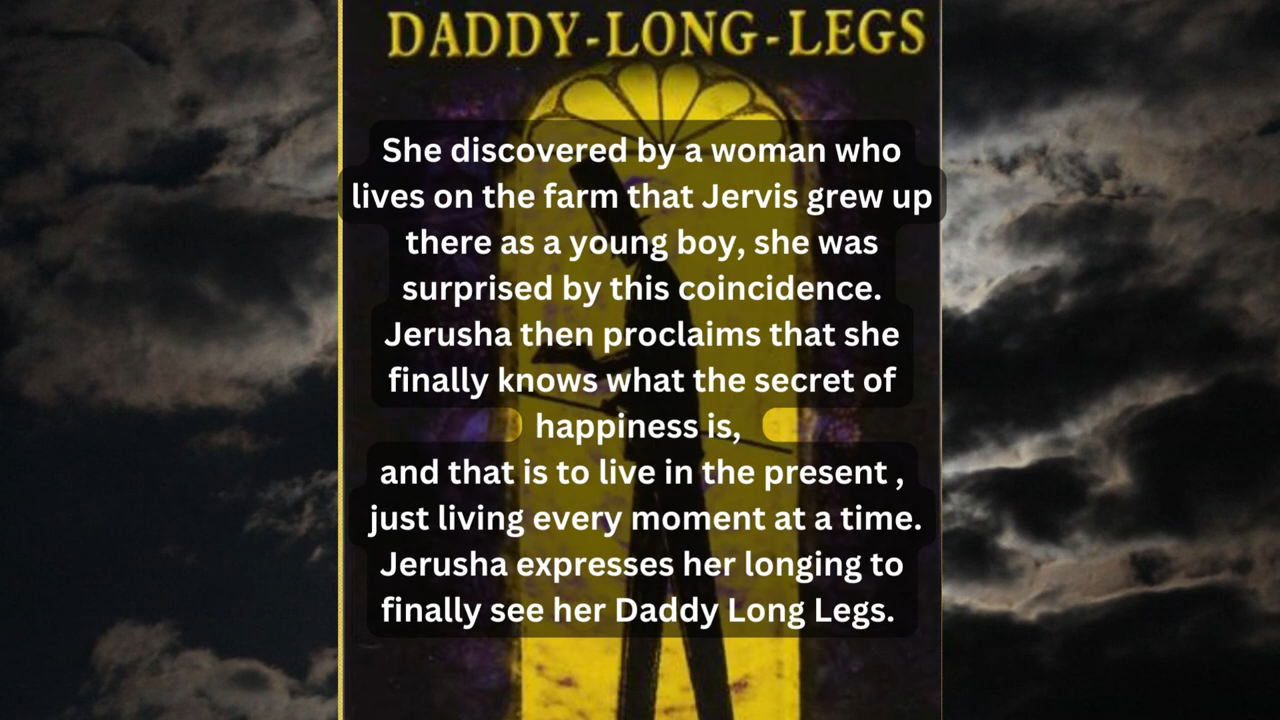 DADDY-LONG-LEGS
She discovered by a woman who
lives on the farm that Jervis grew up
there as a young boy, she was
surprised by this coincidence.
Jerusha then proclaims that she
finally knows what the secret of
happiness is,
and that is to live in the present ,
just living every moment at a time.
Jerusha expresses her longing to
finally see her Daddy Long Legs.